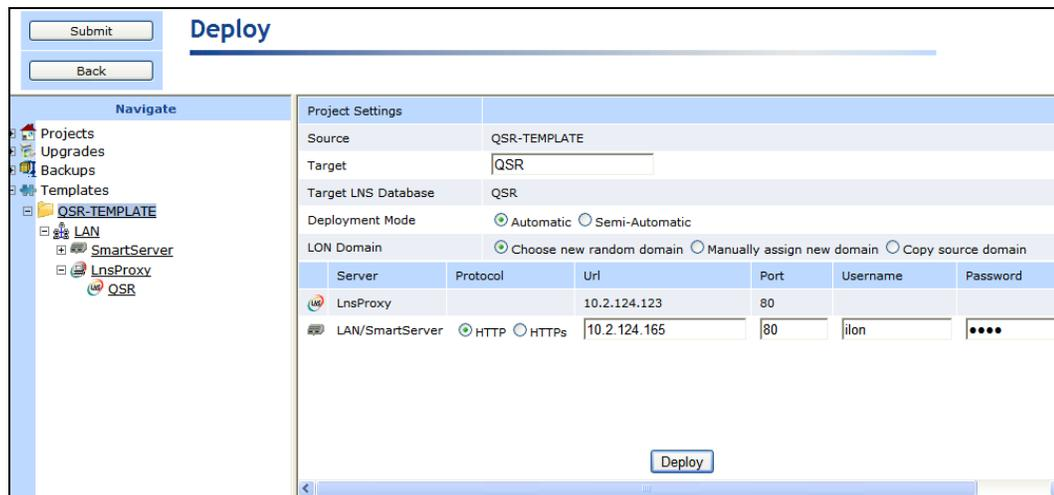 Submit
Deploy
Back
Navigate
Projects
Upgrades
Backups
Templates
QSR-TEMPLATE
LAN
SmartServer
LnsProxy
QSR
Project Settings
Source QSR-TEMPLATE
Target QSR
Target LNS Database QSR
Deployment Mode Automatic Semi-Automatic
LON Domain Choose new random domain Manually assign new domain Copy source domain
Server Protocol Url Port Username Password
LnsProxy 10.2.124.123 80
LAN/SmartServer HTTP HTTPs 10.2.124.165 80 ilon ••••
Deploy